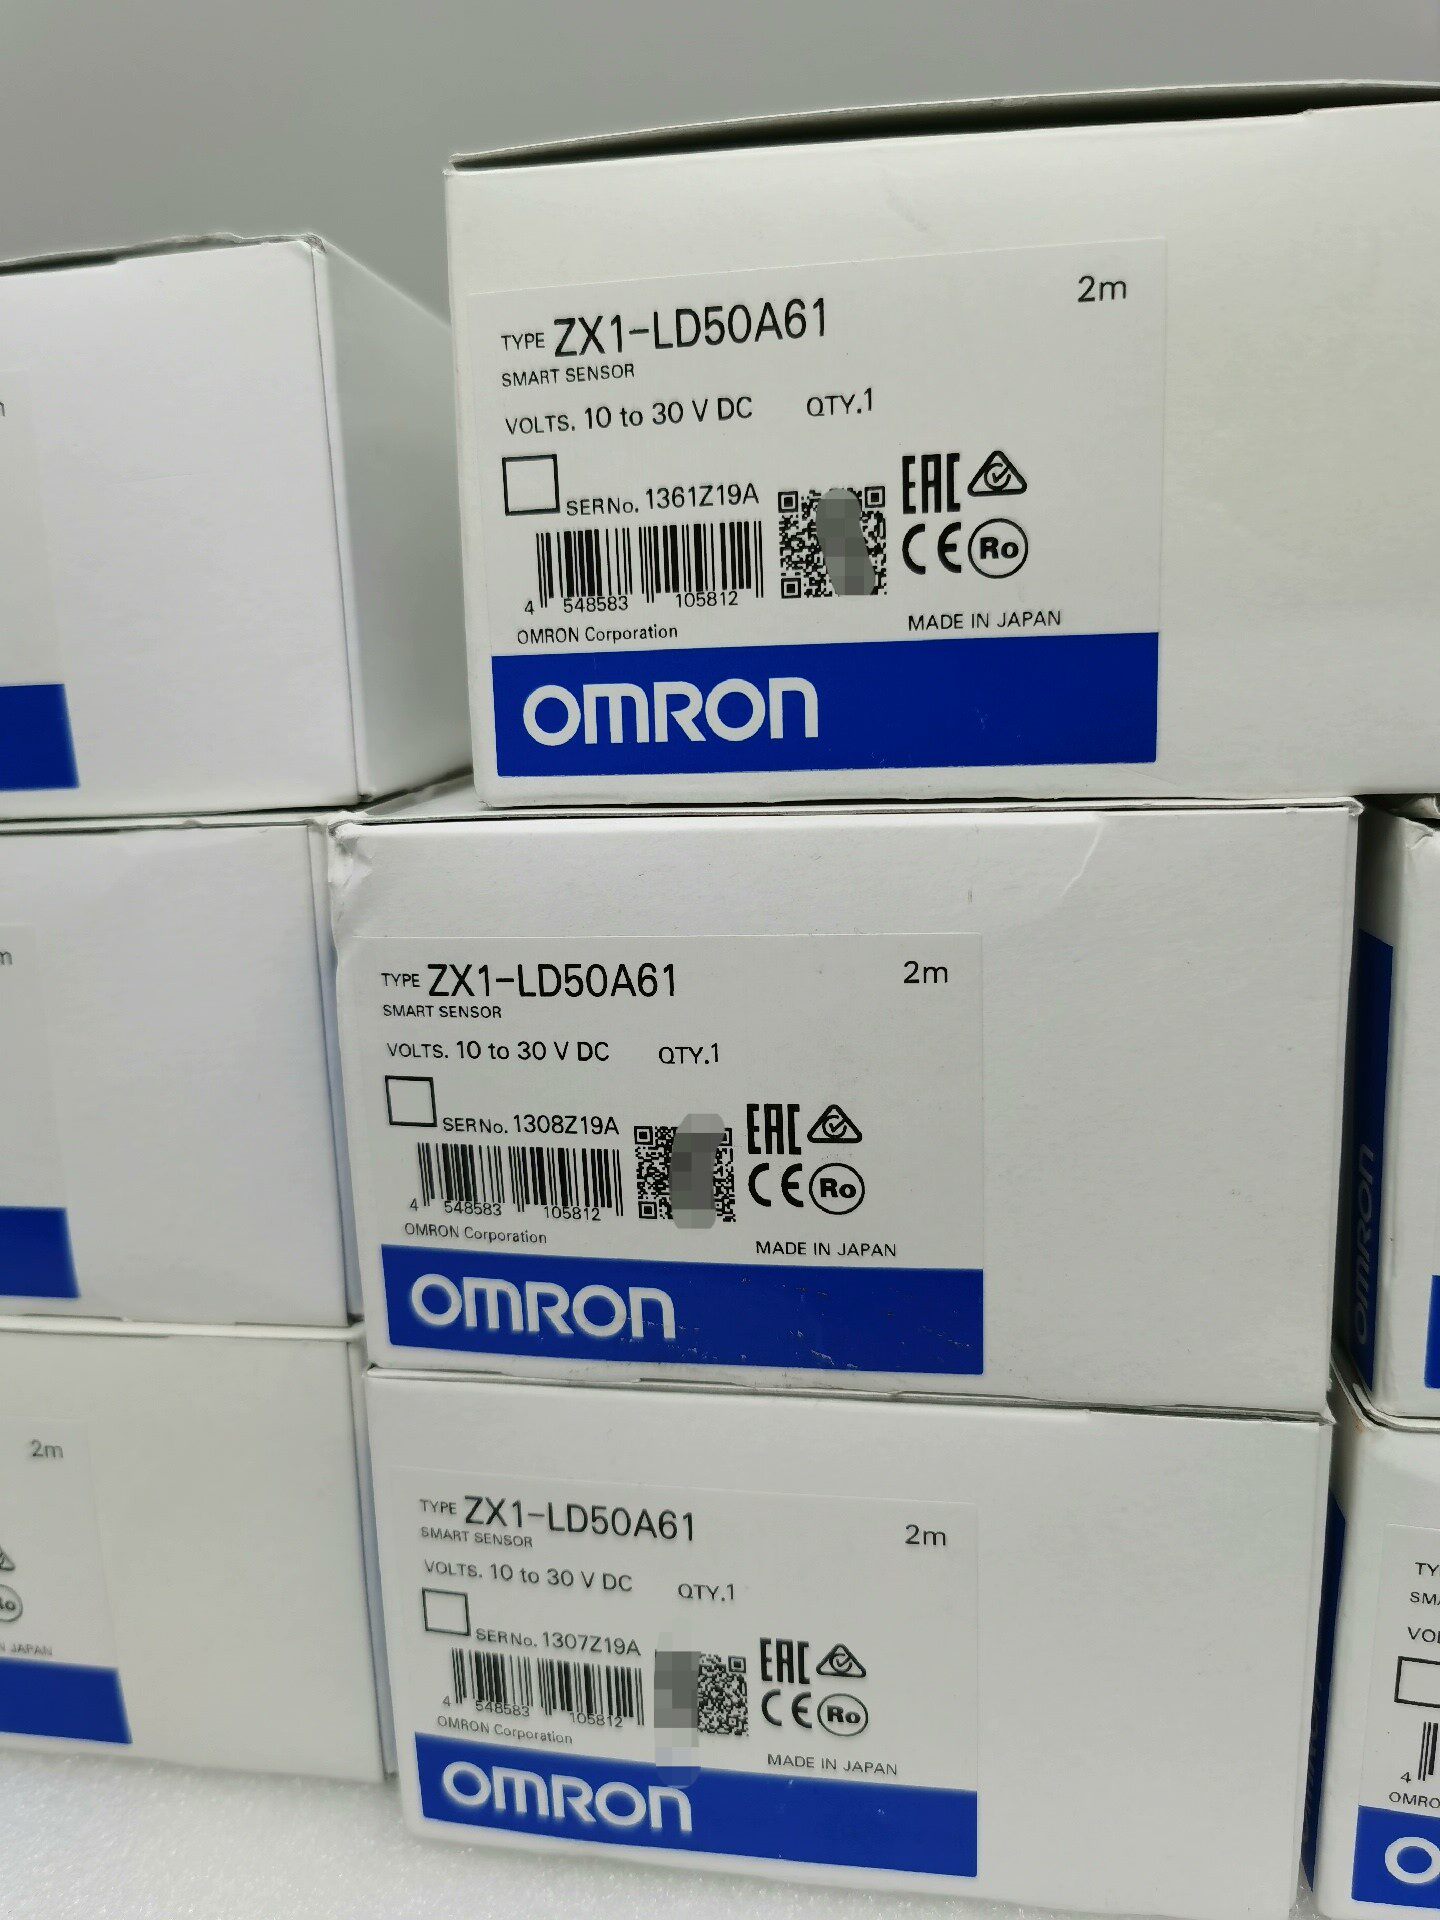 2m
TYPE ZX1-LD50A61
SMART SENSOR
VOLTS. 10 to 30 V DC QTY.1
SERNo. 1361Z19A
EAC
CE Ro
4 548583 105812
OMRON Corporation
MADE IN JAPAN
OMRON
TYPE ZX1-LD50A61
2m
SMART SENSOR
VOLTS. 10 to 30 V DC QTY.1
SERNo. 1308Z19A
EAC
CE Ro
4 548583 105812
OMRON Corporation
MADE IN JAPAN
OMRON
OMRON
2m
JAPAN
TYPE ZX1-LD50A61
2m
SMART SENSOR
VOLTS. 10 to 30 V DC QTY.1
SERNo. 1307Z19A
EAC
CE Ro
4 548583 105812
OMRON Corporation
MADE IN JAPAN
OMRON
4